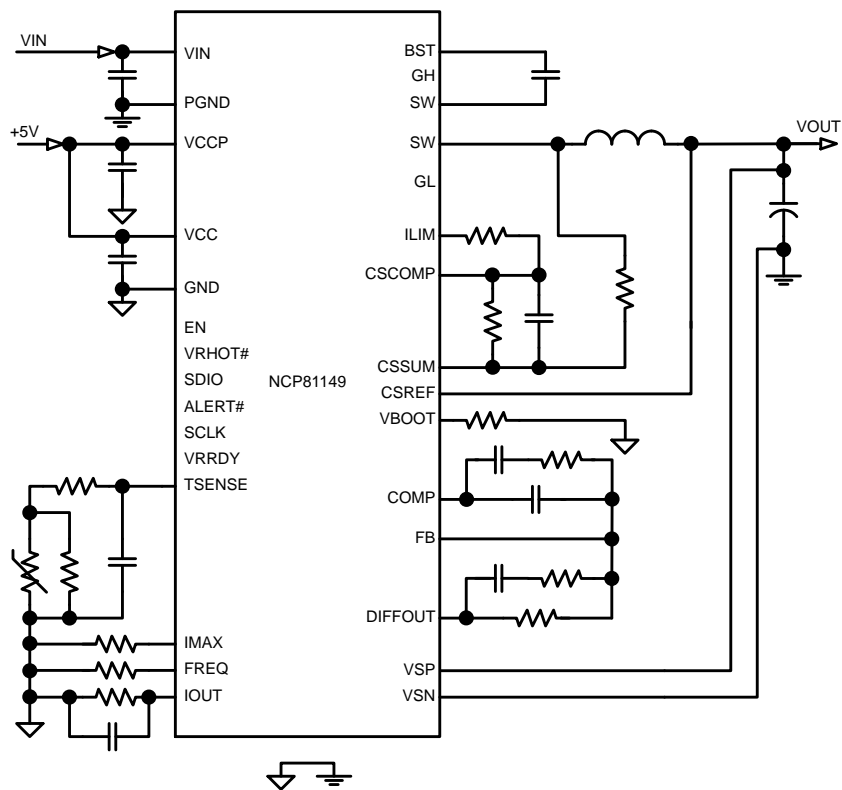 VIN
+5V
VIN
PGND
VCCP
VCC
GND
EN
VRHOT#
SDIO
ALERT#
SCLK
VRRDY
TSENSE
IMAX
FREQ
IOUT
NCP81149
BST
GH
SW
SW
GL
ILIM
CSCOMP
CSSUM
CSREF
VBOOT
COMP
FB
DIFFOUT
VSP
VSN
VOUT